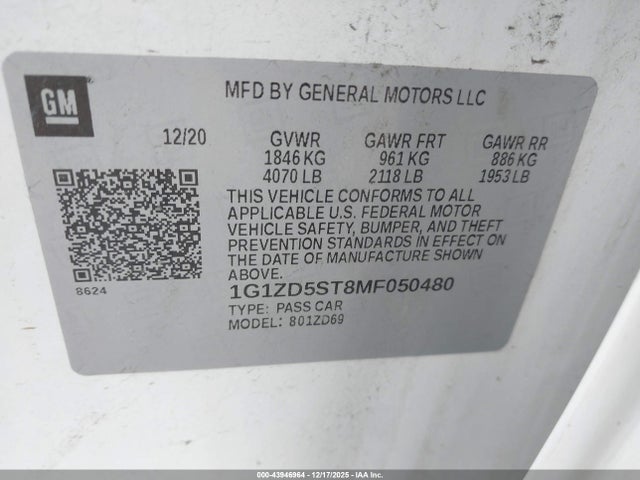 GM
MFD BY GENERAL MOTORS LLC
12/20 GVWR GAWR FRT GAWR RR
1846 KG 961 KG 886 KG
4070 LB 2118 LB 1953 LB
THIS VEHICLE CONFORMS TO ALL
APPLICABLE U.S. FEDERAL MOTOR
VEHICLE SAFETY, BUMPER, AND THEFT
PREVENTION STANDARDS IN EFFECT ON
THE DATE OF MANUFACTURE SHOWN
ABOVE.
8624
1G1ZD5ST8MF050480
TYPE: PASS CAR
MODEL: 801ZD69
000-43946964 - 12/17/2025 - IAA Inc.